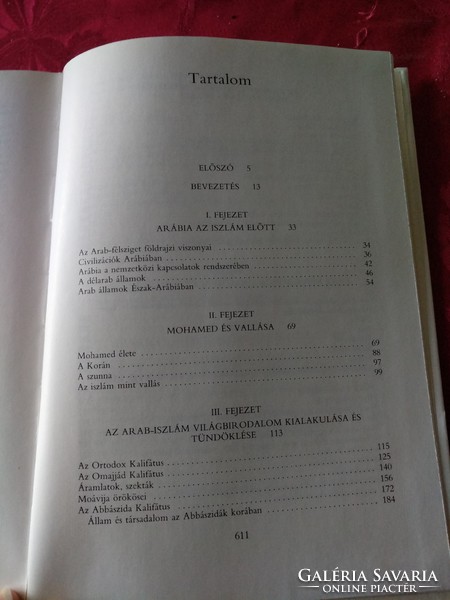 Tartalom
ELŐSZÓ 5
BEVEZETÉS 13
I. FEJEZET
ARÁBIA AZ ISZLÁM ELŐTT 33
Az Arab-félsziget földrajzi viszonyai 34
Civilizációk Arábiában 36
Arábia a nemzetközi kapcsolatok rendszerében 42
A délarab államok 46
Arab államok Észak-Arábiában 54
II. FEJEZET
MOHAMED ÉS VALLÁSA 69
Mohamed élete 69
A Korán 88
A szunna 97
Az iszlám mint vallás 99
III. FEJEZET
AZ ARAB-ISZLÁM VILÁGBIRODALOM KIALAKULÁSA ÉS
TÜNDÖKLÉSE 113
Az Ortodox Kalifátus 115
Az Omajjád Kalifátus 125
Áramlatok, szekták 140
Moávija örökösei 156
Az Abbászida Kalifátus 172
Állam és társadalom az Abbászidák korában 184
611
GALÉRIA SAVARIA
ONLINE PIACTÉR